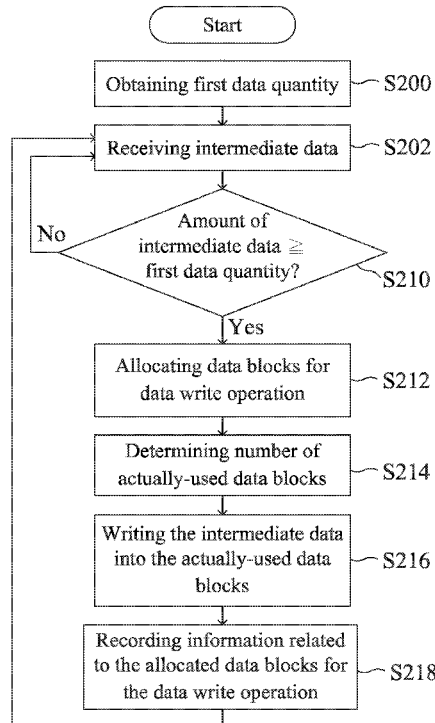 Start
Obtaining first data quantity
S200
Receiving intermediate data
S202
No
Amount of
intermediate data ≧
first data quantity?
S210
Yes
Allocating data blocks for
data write operation
S212
Determining number of
actually-used data blocks
S214
Writing the intermediate data
into the actually-used data
blocks
S216
Recording information related
to the allocated data blocks for
the data write operation
S218